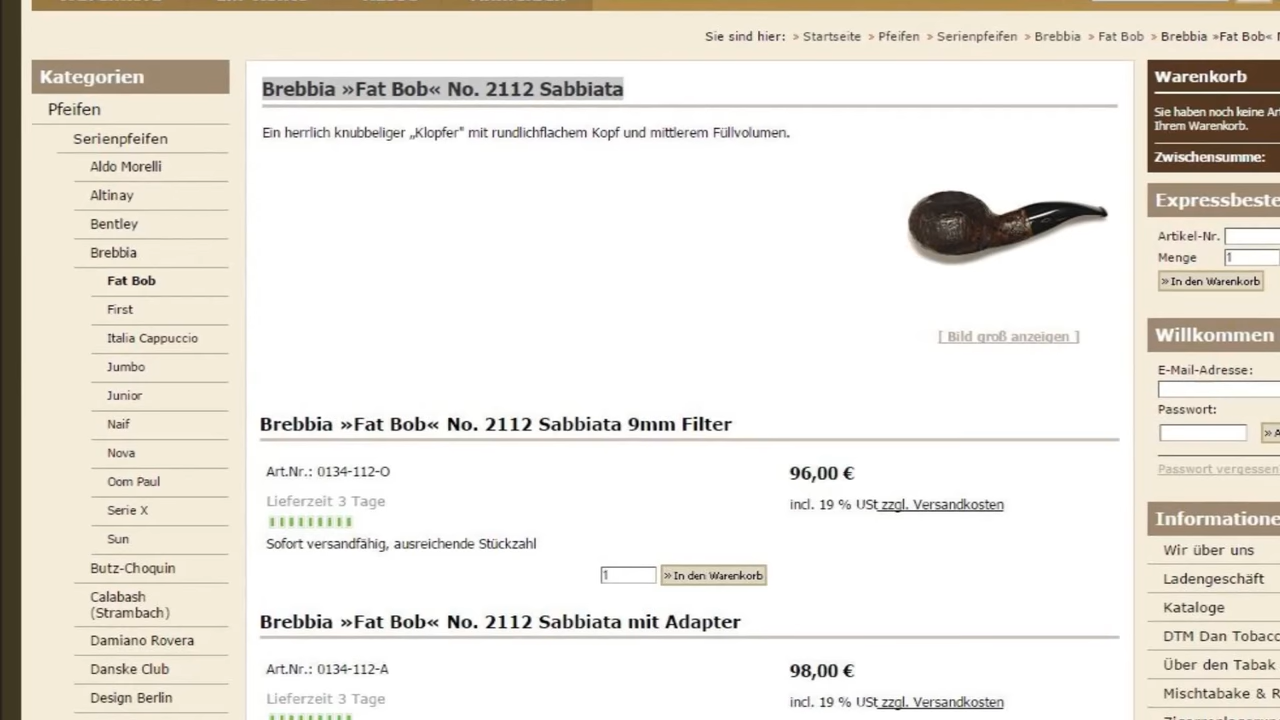 Sie sind hier: > Startseite > Pfeifen > Serienpfeifen > Brebbia > Fat Bob > Brebbia »Fat Bob«
Kategorien
Pfeifen
Serienpfeifen
Aldo Morelli
Altinay
Bentley
Brebbia
Fat Bob
First
Italia Cappuccio
Jumbo
Junior
Naif
Nova
Oom Paul
Serie X
Sun
Butz-Choquin
Calabash
(Strambach)
Damiano Rovera
Danske Club
Design Berlin
Brebbia »Fat Bob« No. 2112 Sabbiata
Ein herrlich knubbeliger „Klopfer" mit rundlichflachem Kopf und mittlerem Füllvolumen.
[ Bild groß anzeigen ]
Brebbia »Fat Bob« No. 2112 Sabbiata 9mm Filter
Art.Nr.: 0134-112-O
96,00 €
Lieferzeit 3 Tage
incl. 19 % USt zzgl. Versandkosten
Sofort versandfähig, ausreichende Stückzahl
1 » In den Warenkorb
Brebbia »Fat Bob« No. 2112 Sabbiata mit Adapter
Art.Nr.: 0134-112-A
98,00 €
Lieferzeit 3 Tage
incl. 19 % USt zzgl. Versandkosten
Warenkorb
Sie haben noch keine Art
Ihrem Warenkorb.
Zwischensumme:
Expressbeste
Artikel-Nr.
Menge 1
» In den Warenkorb
Willkommen
E-Mail-Adresse:
Passwort:
» A
Passwort vergessen
Informatione
Wir über uns
Ladengeschäft
Kataloge
DTM Dan Tobacc
Über den Tabak
Mischtabake & R